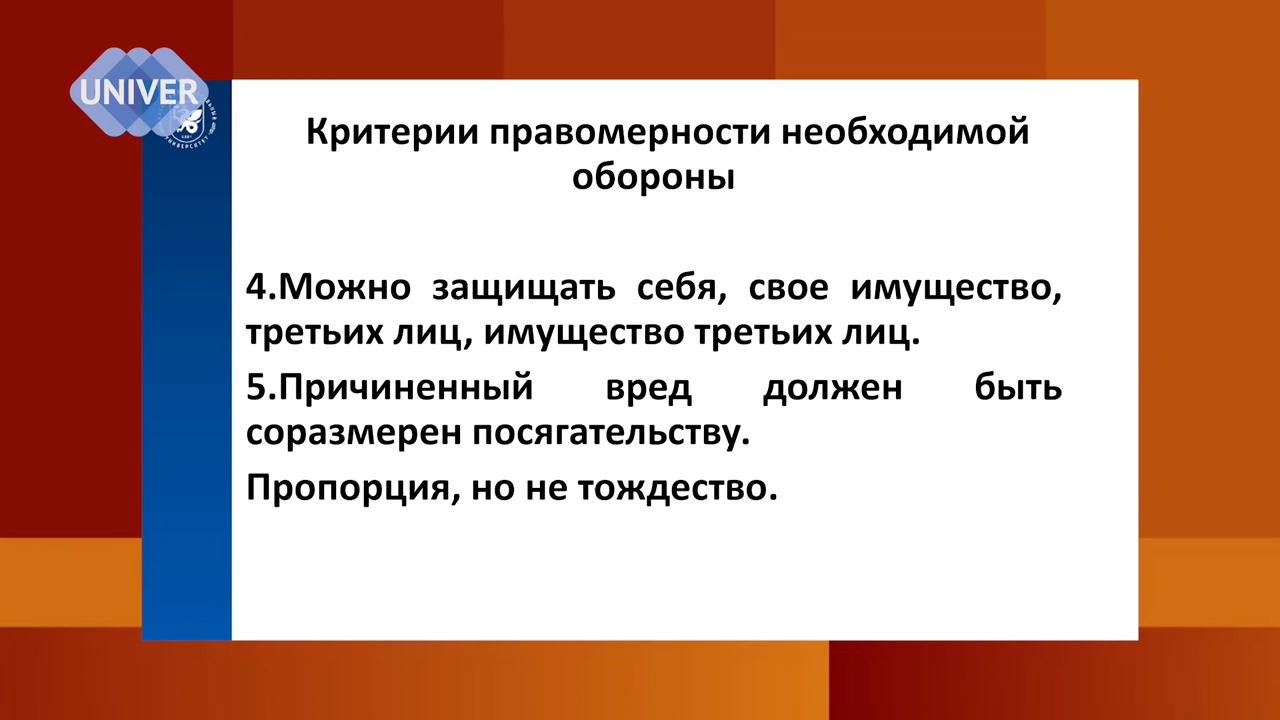 UNIVER
Критерии правомерности необходимой
обороны
4.Можно защищать себя, свое имущество,
третьих лиц, имущество третьих лиц.
5.Причиненный вред должен быть
соразмерен посягательству.
Пропорция, но не тождество.